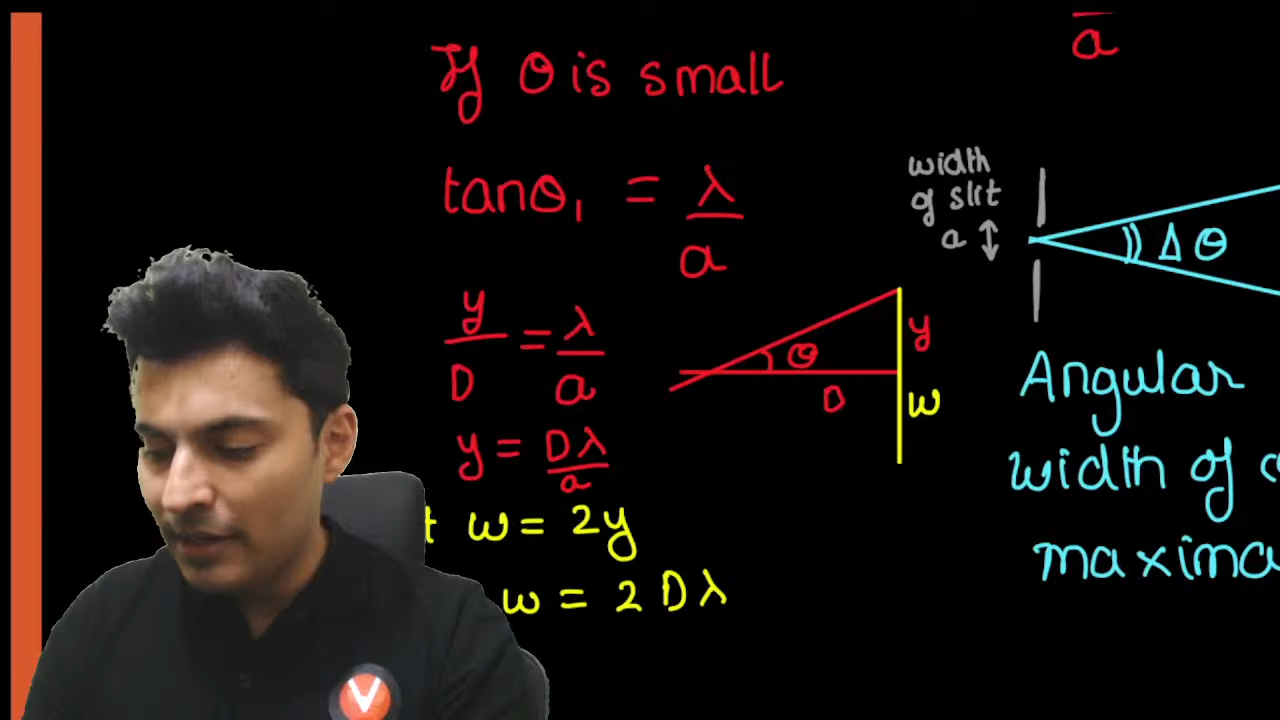 If θ is small
tanθ₁ = λ/a
y/D = λ/a
y = Dλ/a
t w = 2y
w = 2Dλ
θ
y
D
w
a
width
of slit
a
Δθ
Angular
width of
maxima
V